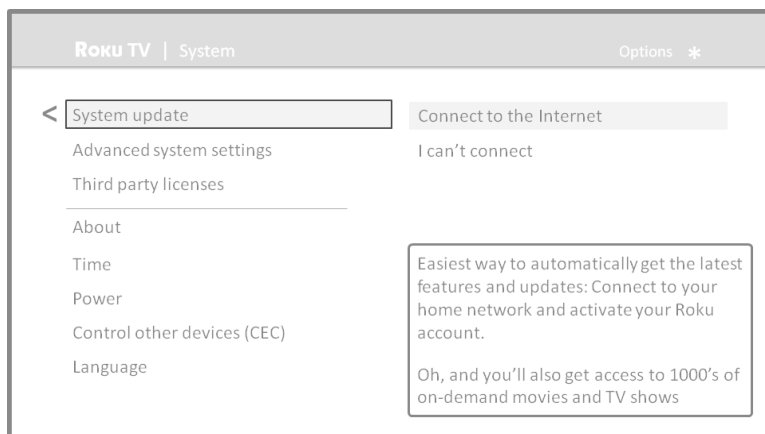 Roku TV | System
Options *
< System update
Advanced system settings
Third party licenses
About
Time
Power
Control other devices (CEC)
Language
Connect to the Internet
I can't connect
Easiest way to automatically get the latest
features and updates: Connect to your
home network and activate your Roku
account.
Oh, and you'll also get access to 1000's of
on-demand movies and TV shows